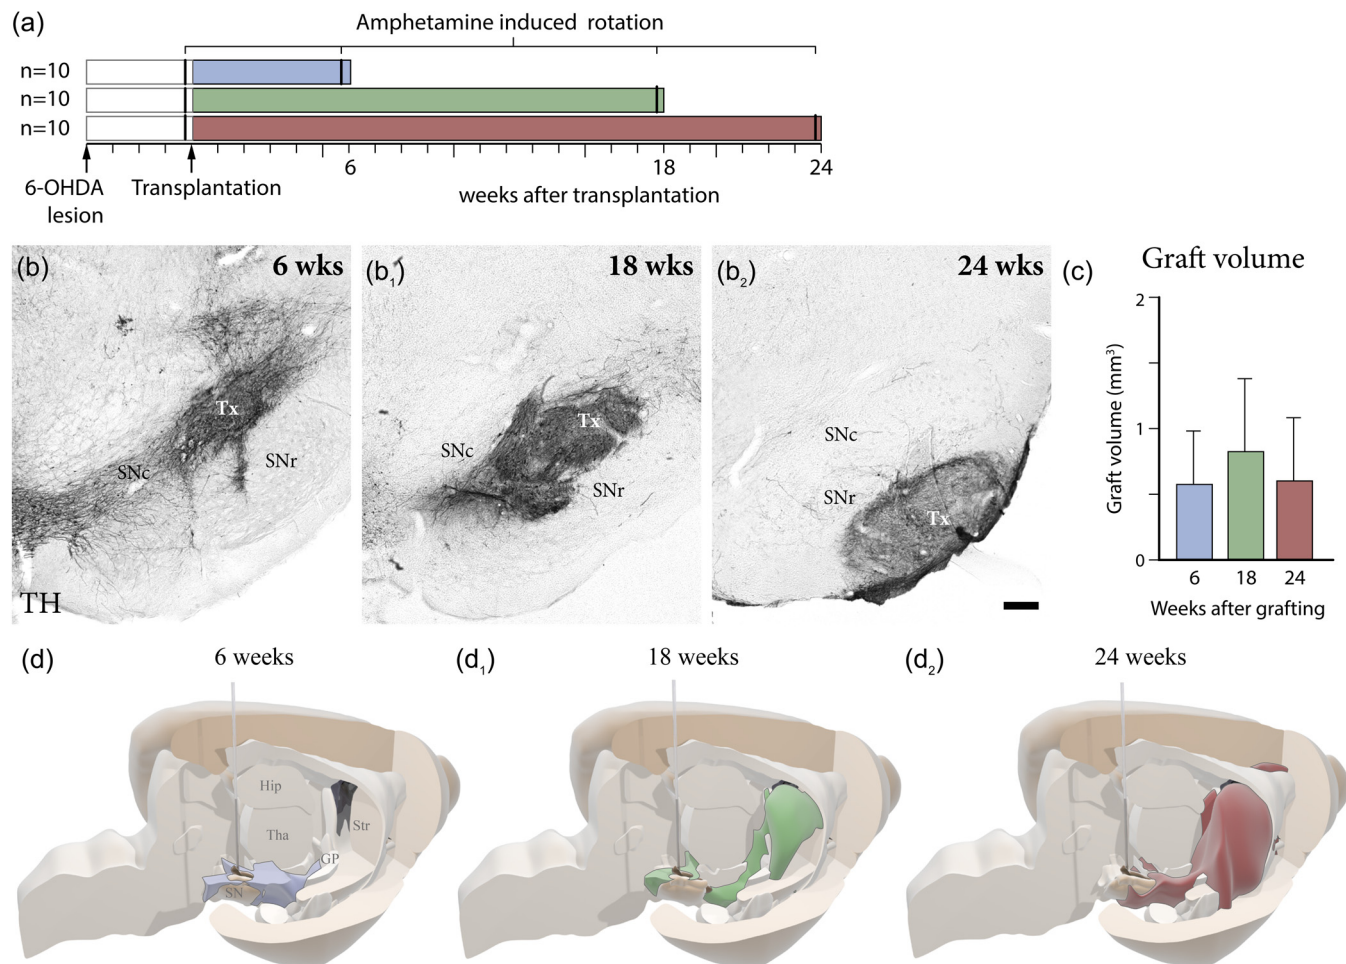 (a)
Amphetamine induced rotation
n=10
n=10
n=10
6 18 24
6-OHDA
lesion
Transplantation
weeks after transplantation
(b) 6 wks
Tx
SNc
SNr
TH
(b1) 18 wks
Tx
SNc
SNr
(b2) 24 wks
SNc
SNr
Tx
(c) Graft volume
Graft volume (mm³)
2
1
0
6 18 24
Weeks after grafting
(d) 6 weeks
Hip
Tha
Str
GP
SN
(d1) 18 weeks
(d2) 24 weeks